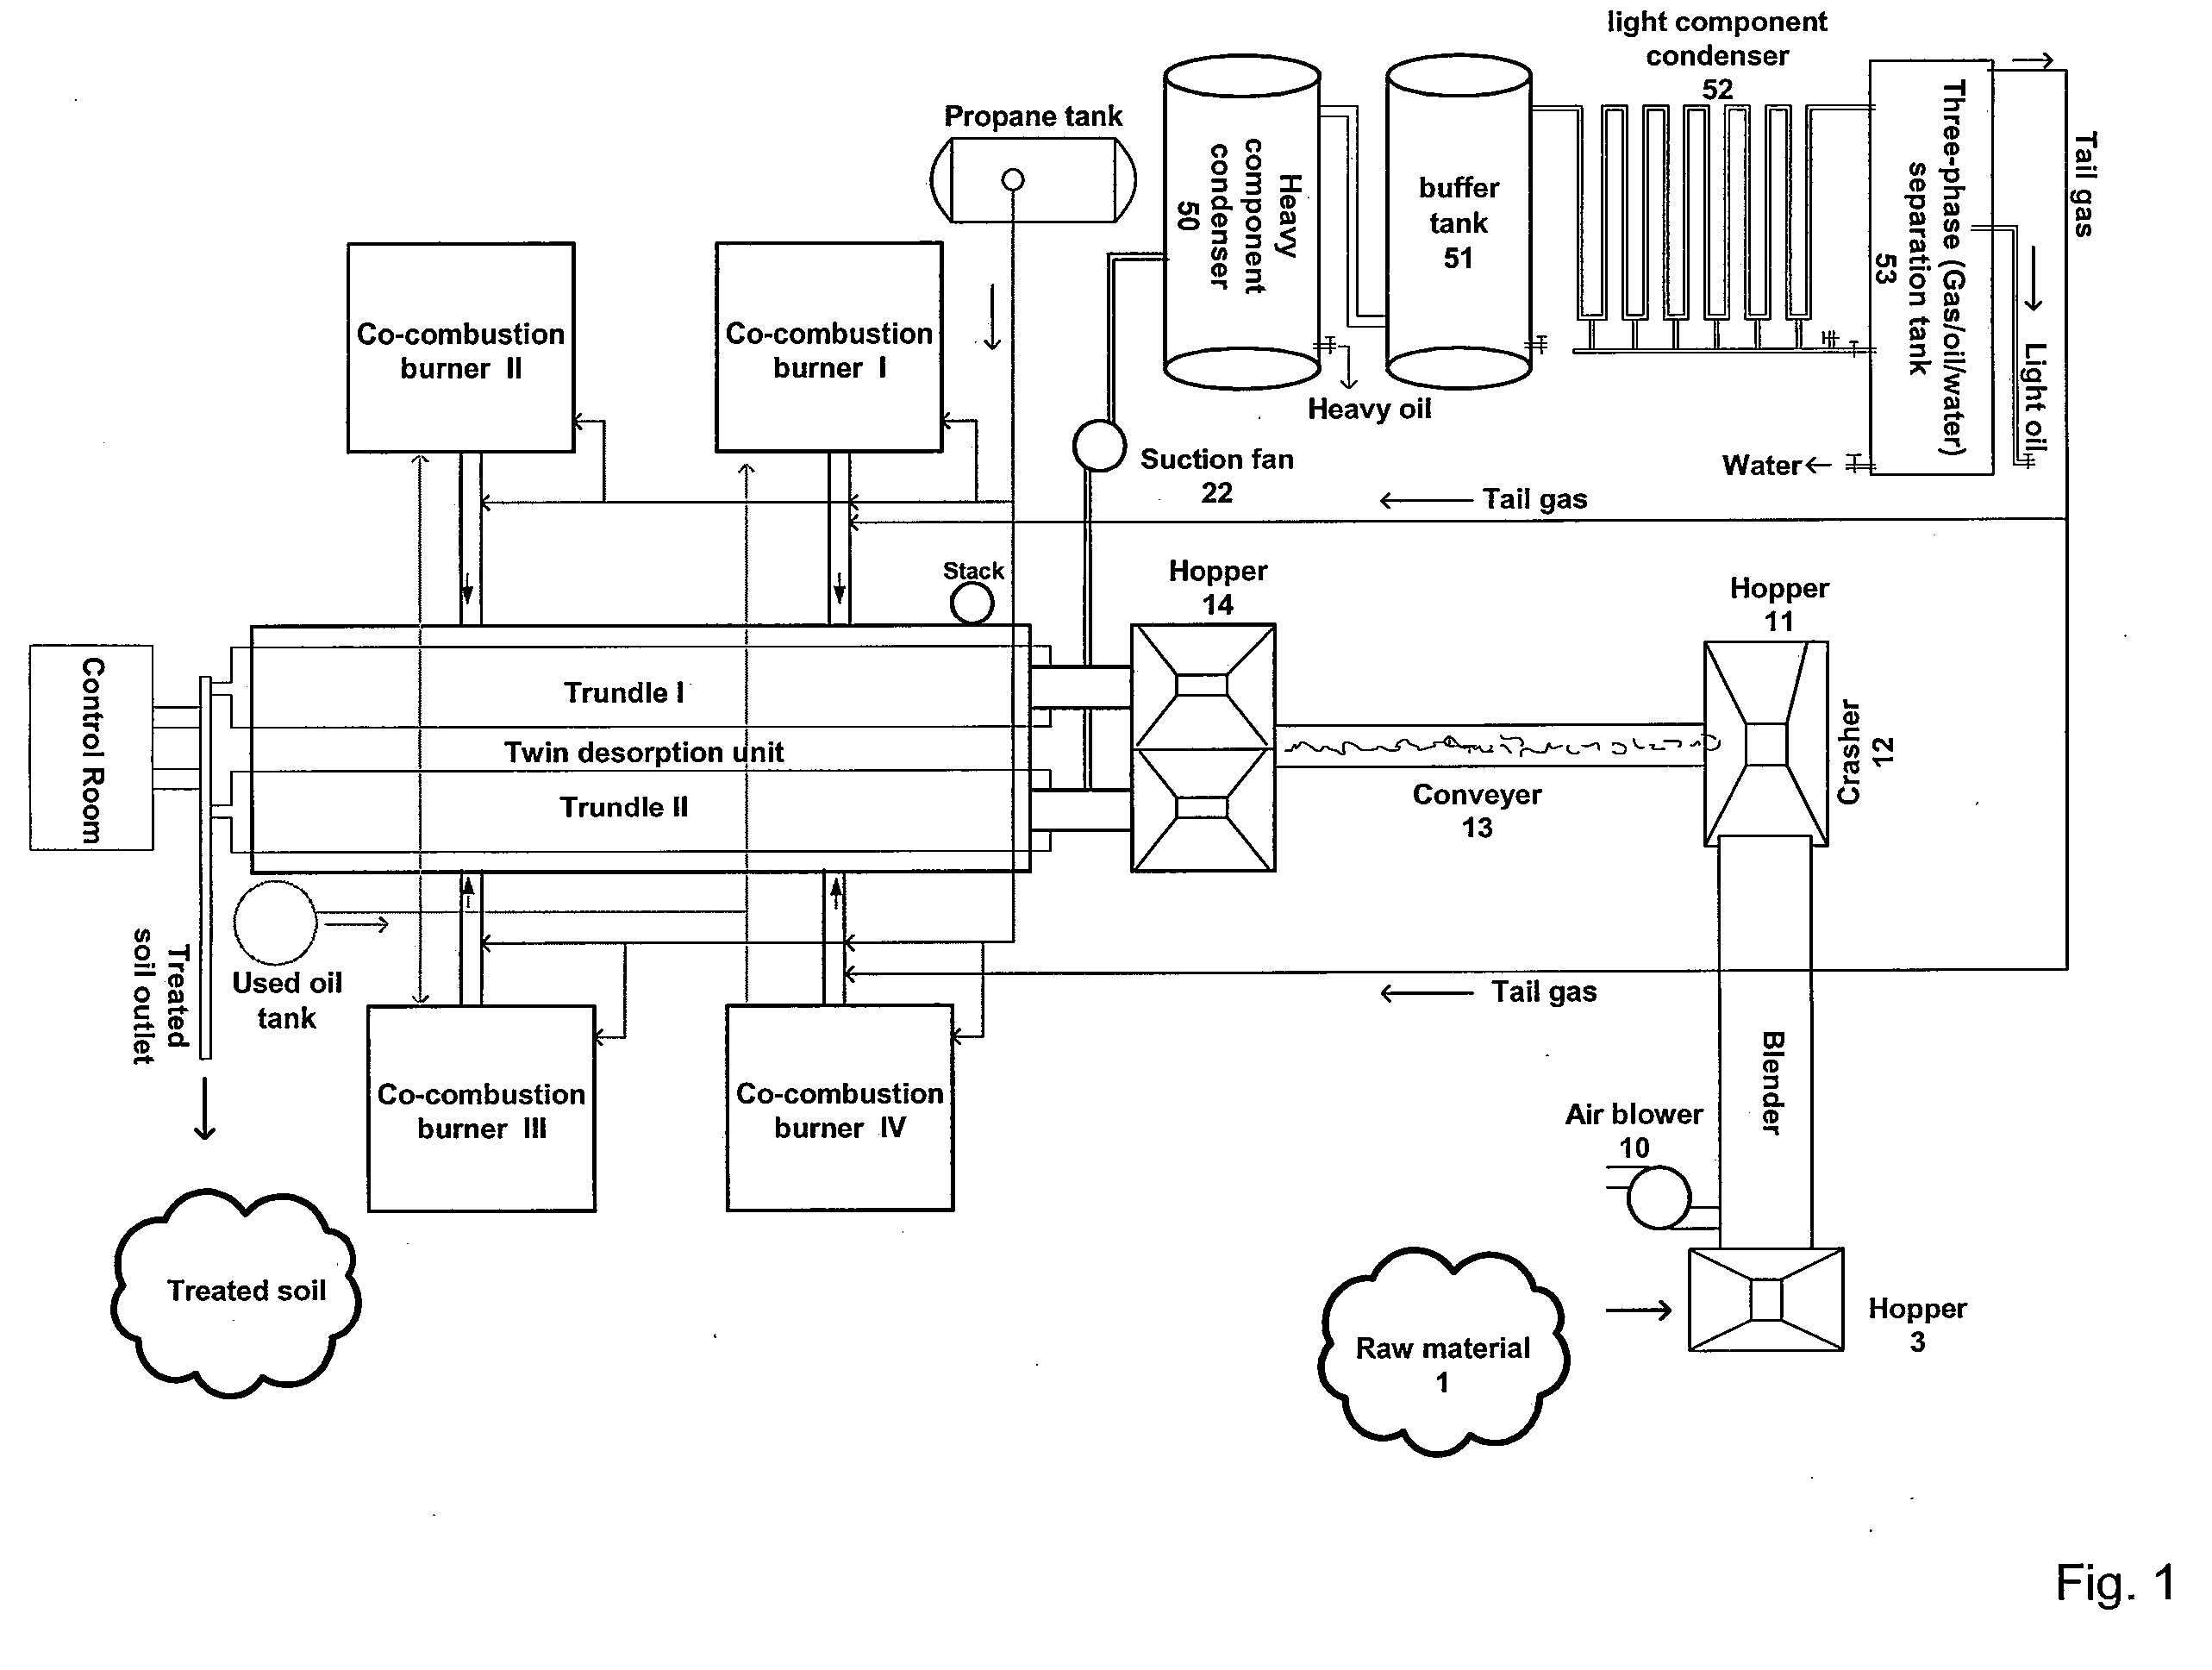 light component
condenser
52
Propane tank
Heavy
component
condenser
50
buffer
tank
51
Three-phase (Gas/oil/water)
separation tank
53
Tail gas
Light oil
Co-combustion
burner II
Co-combustion
burner I
Heavy oil
Suction fan
22
Water
Tail gas
Stack
Hopper
14
Hopper
11
Control Room
Trundle I
Twin desorption unit
Trundle II
Conveyer
13
Crasher
12
Treated
soil outlet
Used oil
tank
Tail gas
Blender
Co-combustion
burner III
Co-combustion
burner IV
Air blower
10
Treated soil
Raw material
1
Hopper
3
Fig. 1